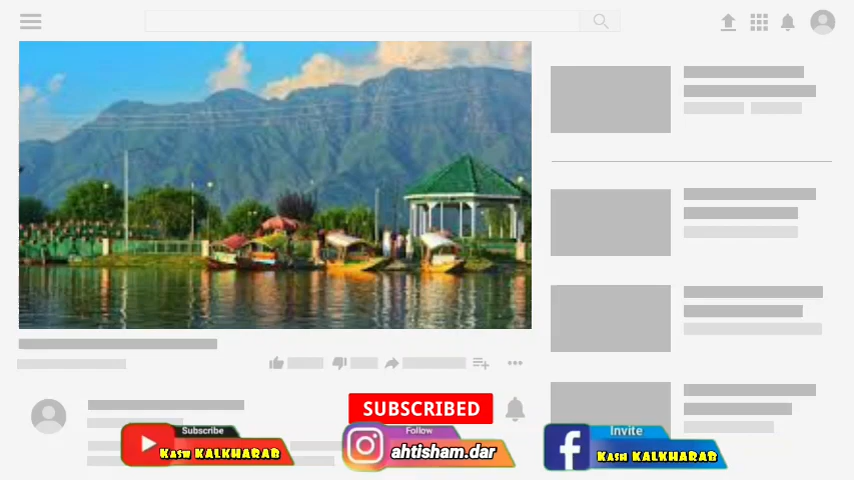 SUBSCRIBED
Subscribe
Kash KALKHARAB
Follow
ahtisham.dar
Invite
Kash KALKHARAB